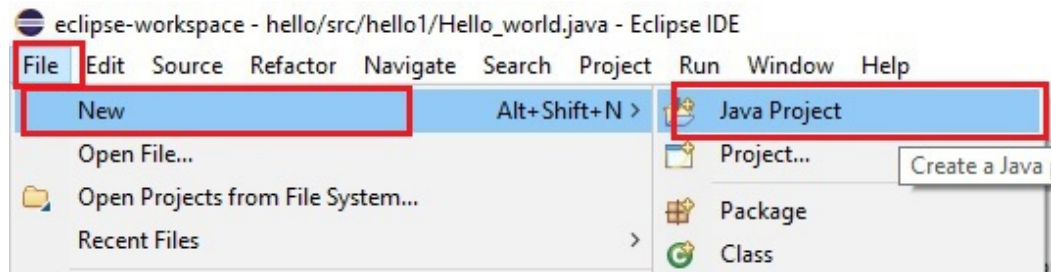 eclipse-workspace - hello/src/hello1/Hello_world.java - Eclipse IDE
File Edit Source Refactor Navigate Search Project Run Window Help
New Alt+Shift+N > Java Project
Open File... Project...
Create a Java
Open Projects from File System... Package
Recent Files > Class